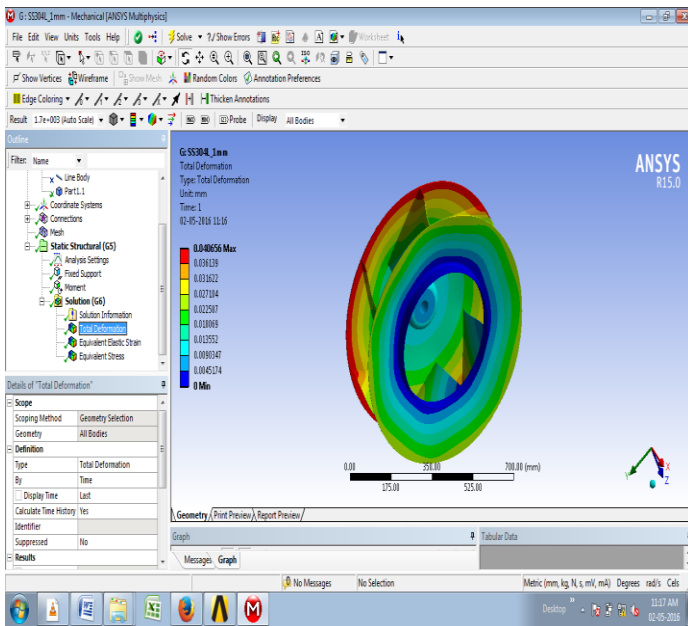 G: SS304L_1mm - Mechanical [ANSYS Multiphysics]
File Edit View Units Tools Help Solve ?/Show Errors Worksheet
Show Vertices Wireframe Show Mesh Random Colors Annotation Preferences
Edge Coloring Thicken Annotations
Result 1.7e+003 (Auto Scale) Probe Display All Bodies
Outline
Filter: Name
Line Body
Part1.1
Coordinate Systems
Connections
Mesh
Static Structural (G5)
Analysis Settings
Fixed Support
Moment
Solution (G6)
Solution Information
Total Deformation
Equivalent Elastic Strain
Equivalent Stress
Details of "Total Deformation"
Scope
Scoping Method Geometry Selection
Geometry All Bodies
Definition
Type Total Deformation
By Time
Display Time Last
Calculate Time History Yes
Identifier
Suppressed No
Results
G: SS304L_1mm
Total Deformation
Type: Total Deformation
Unit: mm
Time: 1
02-05-2016 11:16
0.040656 Max
0.036139
0.031622
0.027104
0.022587
0.018069
0.013552
0.0090347
0.0045174
0 Min
ANSYS
R15.0
0.00 350.00 700.00 (mm)
175.00 525.00
X
Y
Z
Geometry Print Preview Report Preview
Graph
Tabular Data
Messages Graph
No Messages No Selection Metric (mm, kg, N, s, mV, mA) Degrees rad/s Cels
Desktop
11:17 AM
02-05-2016